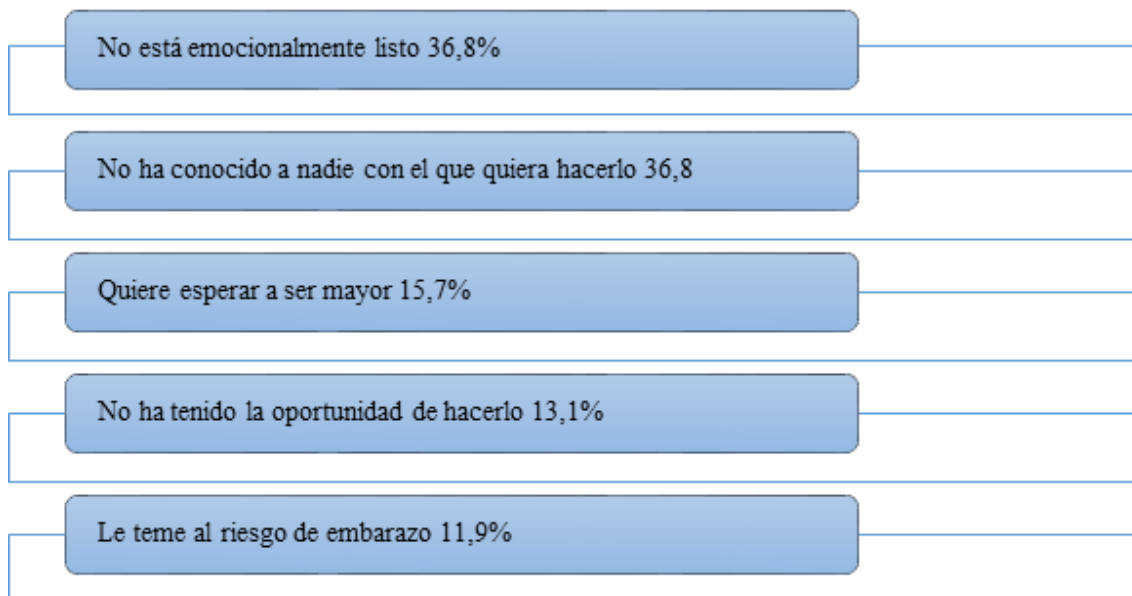 No está emocionalmente listo 36,8%
No ha conocido a nadie con el que quiera hacerlo 36,8
Quiere esperar a ser mayor 15,7%
No ha tenido la oportunidad de hacerlo 13,1%
Le teme al riesgo de embarazo 11,9%